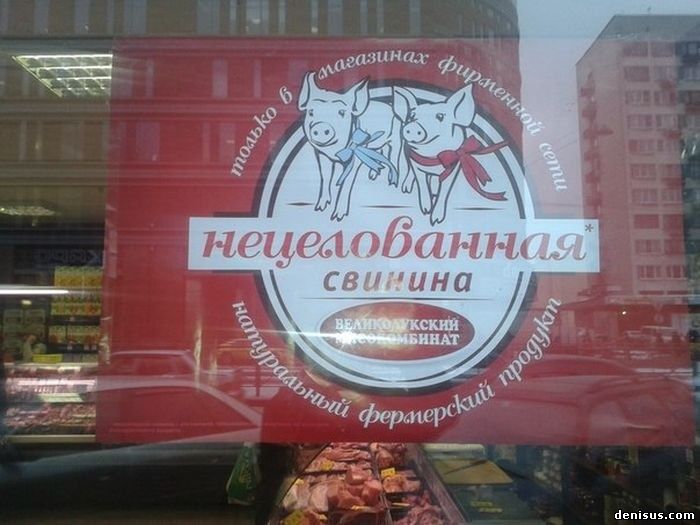 только в магазинах фирменной сети
нецелованная*
свинина
ВЕЛИКОЛУКСКИЙ
МЯСОКОМБИНАТ
натуральный фермерский продукт
denisus.com